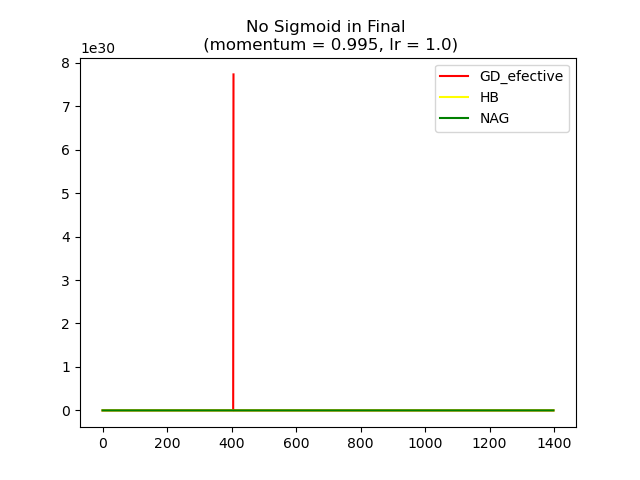 No Sigmoid in Final
(momentum = 0.995, lr = 1.0)
1e30
8
7
6
5
4
3
2
1
0
GD_efective
HB
NAG
0 200 400 600 800 1000 1200 1400